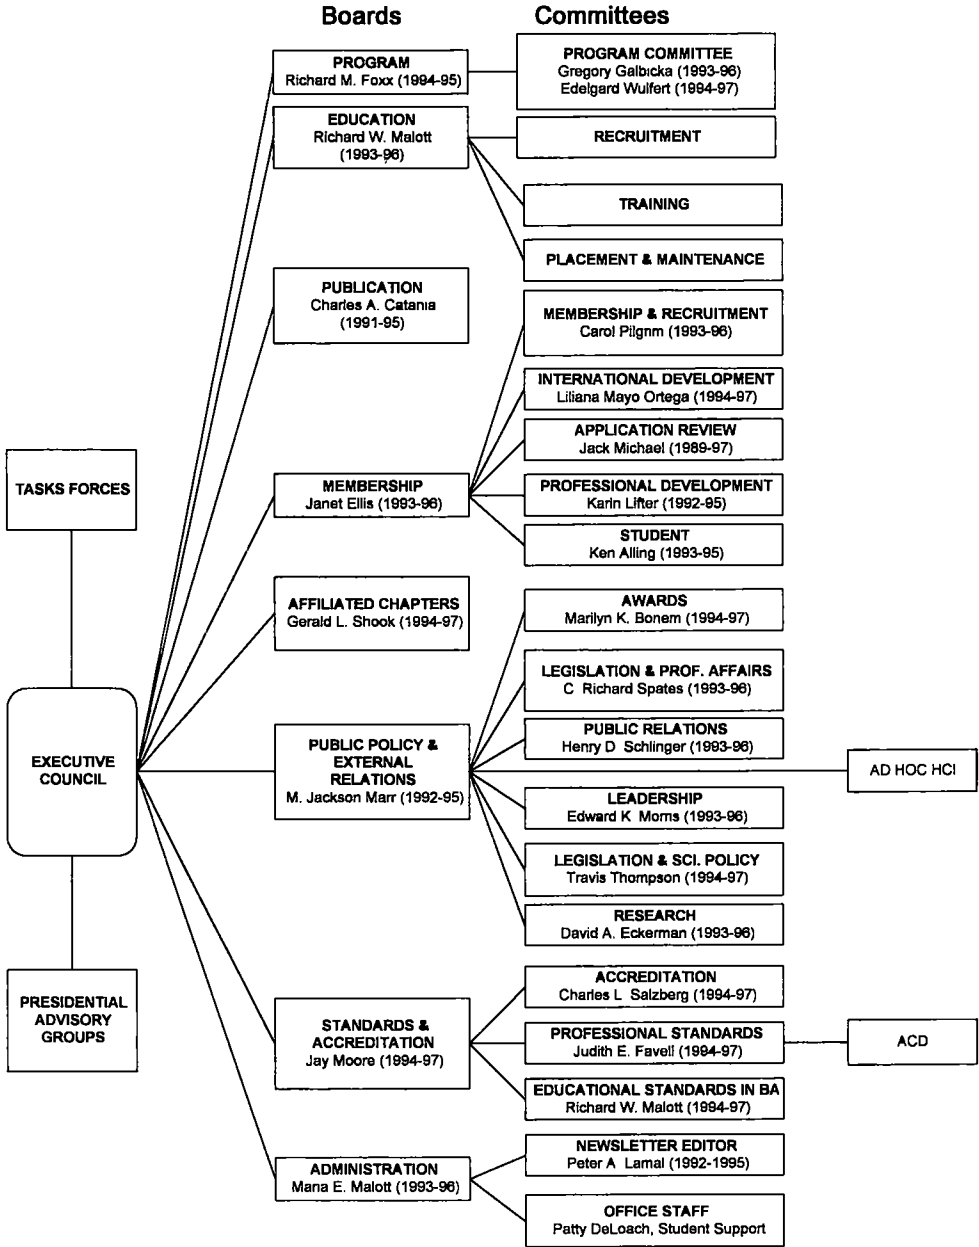 Boards
Committees
PROGRAM
Richard M. Foxx (1994-95)
PROGRAM COMMITTEE
Gregory Galbicka (1993-96)
Edelgard Wulfert (1994-97)
EDUCATION
Richard W. Malott
(1993-96)
RECRUITMENT
TRAINING
PLACEMENT & MAINTENANCE
PUBLICATION
Charles A. Catania
(1991-95)
MEMBERSHIP & RECRUITMENT
Carol Pilgrim (1993-96)
INTERNATIONAL DEVELOPMENT
Liliana Mayo Ortega (1994-97)
APPLICATION REVIEW
Jack Michael (1989-97)
TASKS FORCES
MEMBERSHIP
Janet Ellis (1993-96)
PROFESSIONAL DEVELOPMENT
Karin Lifter (1992-95)
STUDENT
Ken Alling (1993-95)
AFFILIATED CHAPTERS
Gerald L. Shook (1994-97)
AWARDS
Marilyn K. Bonem (1994-97)
LEGISLATION & PROF. AFFAIRS
C Richard Spates (1993-96)
EXECUTIVE
COUNCIL
PUBLIC POLICY &
EXTERNAL
RELATIONS
M. Jackson Marr (1992-95)
PUBLIC RELATIONS
Henry D Schlinger (1993-96)
AD HOC HCI
LEADERSHIP
Edward K Morris (1993-96)
LEGISLATION & SCI. POLICY
Travis Thompson (1994-97)
RESEARCH
David A. Eckerman (1993-96)
PRESIDENTIAL
ADVISORY
GROUPS
STANDARDS &
ACCREDITATION
Jay Moore (1994-97)
ACCREDITATION
Charles L Salzberg (1994-97)
PROFESSIONAL STANDARDS
Judith E. Favell (1994-97)
ACD
EDUCATIONAL STANDARDS IN BA
Richard W. Malott (1994-97)
ADMINISTRATION
Maria E. Malott (1993-96)
NEWSLETTER EDITOR
Peter A Lamal (1992-1995)
OFFICE STAFF
Patty DeLoach, Student Support